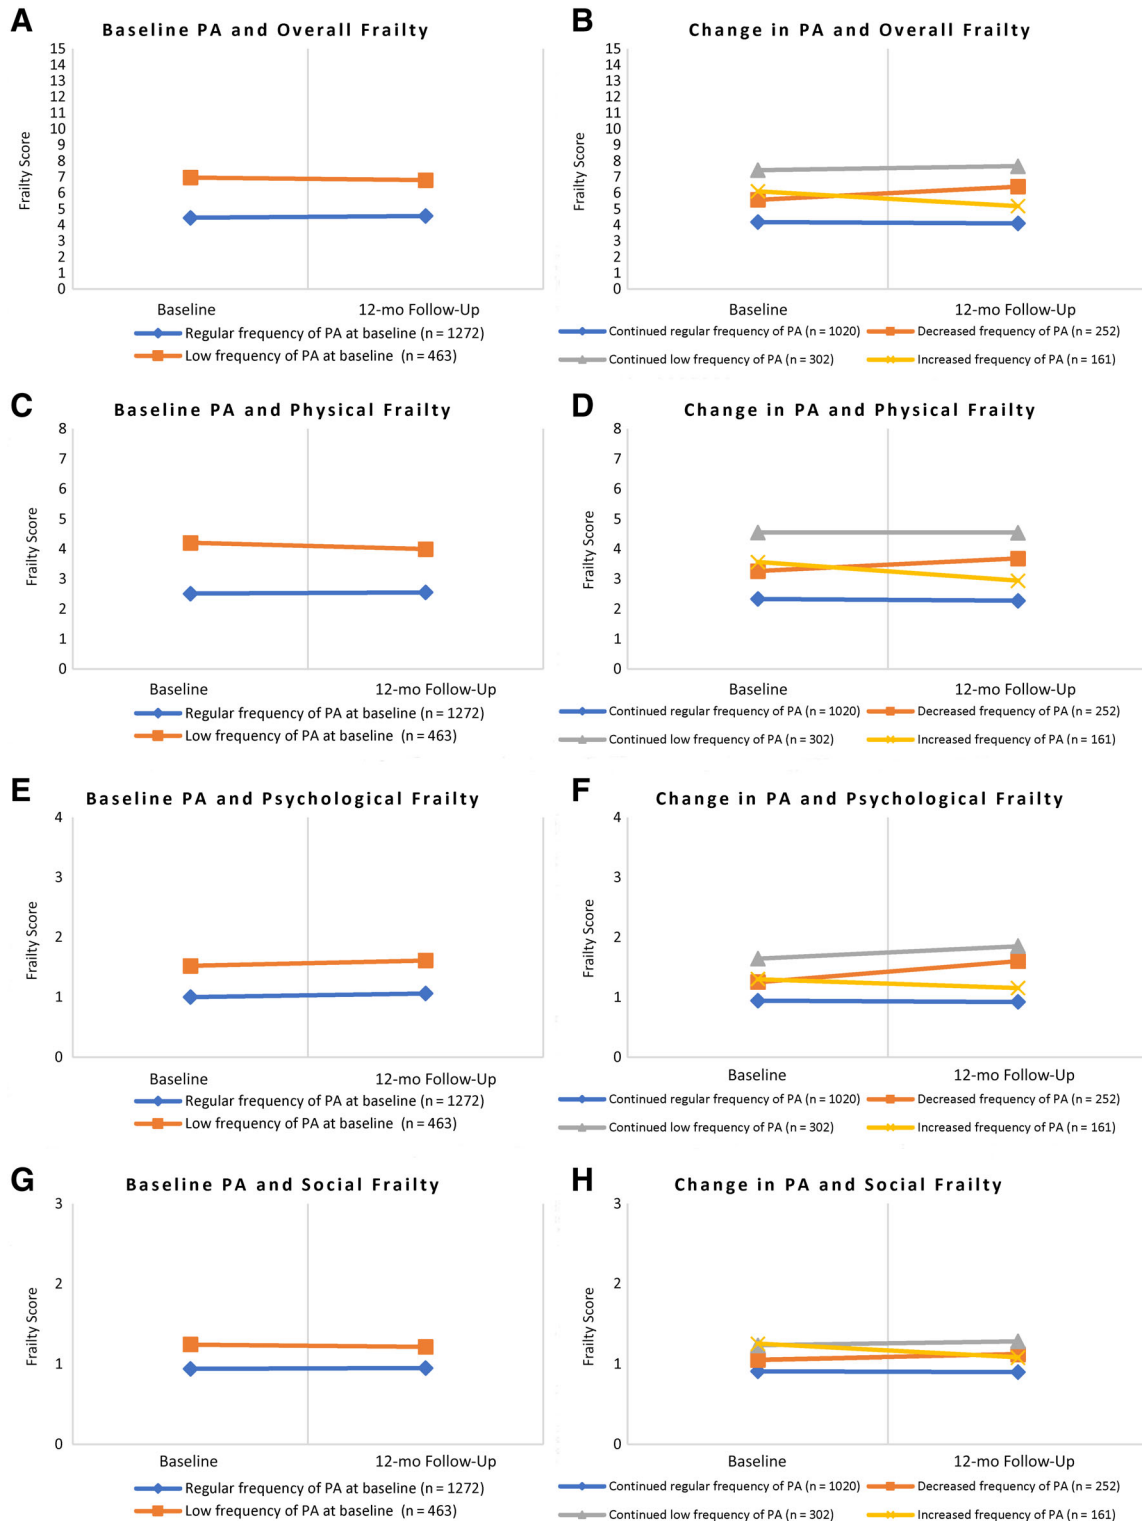 A
Baseline PA and Overall Frailty
Frailty Score
15
14
13
12
11
10
9
8
7
6
5
4
3
2
1
0
Baseline 12-mo Follow-Up
Regular frequency of PA at baseline (n = 1272)
Low frequency of PA at baseline (n = 463)
B
Change in PA and Overall Frailty
Frailty Score
15
14
13
12
11
10
9
8
7
6
5
4
3
2
1
0
Baseline 12-mo Follow-Up
Continued regular frequency of PA (n = 1020) Decreased frequency of PA (n = 252)
Continued low frequency of PA (n = 302) Increased frequency of PA (n = 161)
C
Baseline PA and Physical Frailty
Frailty Score
8
7
6
5
4
3
2
1
0
Baseline 12-mo Follow-Up
Regular frequency of PA at baseline (n = 1272)
Low frequency of PA at baseline (n = 463)
D
Change in PA and Physical Frailty
Frailty Score
8
7
6
5
4
3
2
1
0
Baseline 12-mo Follow-Up
Continued regular frequency of PA (n = 1020) Decreased frequency of PA (n = 252)
Continued low frequency of PA (n = 302) Increased frequency of PA (n = 161)
E
Baseline PA and Psychological Frailty
Frailty Score
4
3
2
1
0
Baseline 12-mo Follow-Up
Regular frequency of PA at baseline (n = 1272)
Low frequency of PA at baseline (n = 463)
F
Change in PA and Psychological Frailty
Frailty Score
4
3
2
1
0
Baseline 12-mo Follow-Up
Continued regular frequency of PA (n = 1020) Decreased frequency of PA (n = 252)
Continued low frequency of PA (n = 302) Increased frequency of PA (n = 161)
G
Baseline PA and Social Frailty
Frailty Score
3
2
1
0
Baseline 12-mo Follow-Up
Regular frequency of PA at baseline (n = 1272)
Low frequency of PA at baseline (n = 463)
H
Change in PA and Social Frailty
Frailty Score
3
2
1
0
Baseline 12-mo Follow-Up
Continued regular frequency of PA (n = 1020) Decreased frequency of PA (n = 252)
Continued low frequency of PA (n = 302) Increased frequency of PA (n = 161)